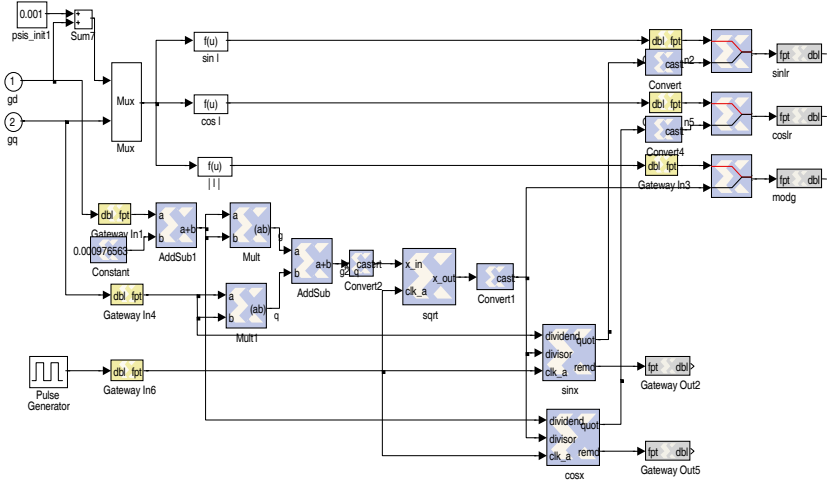 0.001
psis_init1
+
+
Sum7
1
gd
2
gq
Mux
Mux
f(u)
sin I
f(u)
cos I
f(u)
| I |
dbl fpt
n2
cast
Convert
fpt dbl
sinlr
dbl fpt
n5
cast
Convert4
fpt dbl
coslr
dbl fpt
Gateway In3
fpt dbl
modg
dbl fpt
Gateway In1
0.000976563
Constant
a
b
a+b
AddSub1
a
b
(ab)
g
Mult
dbl fpt
Gateway In4
a
b
(ab)
q
Mult1
a
b
a+b
AddSub
g2_q
cast
Convert2
x_in
clk_a
x_out
sqrt
cast
Convert1
Pulse
Generator
dbl fpt
Gateway In6
dividend
divisor
clk_a
quot
remd
sinx
fpt dbl
Gateway Out2
dividend
divisor
clk_a
quot
remd
cosx
fpt dbl
Gateway Out5